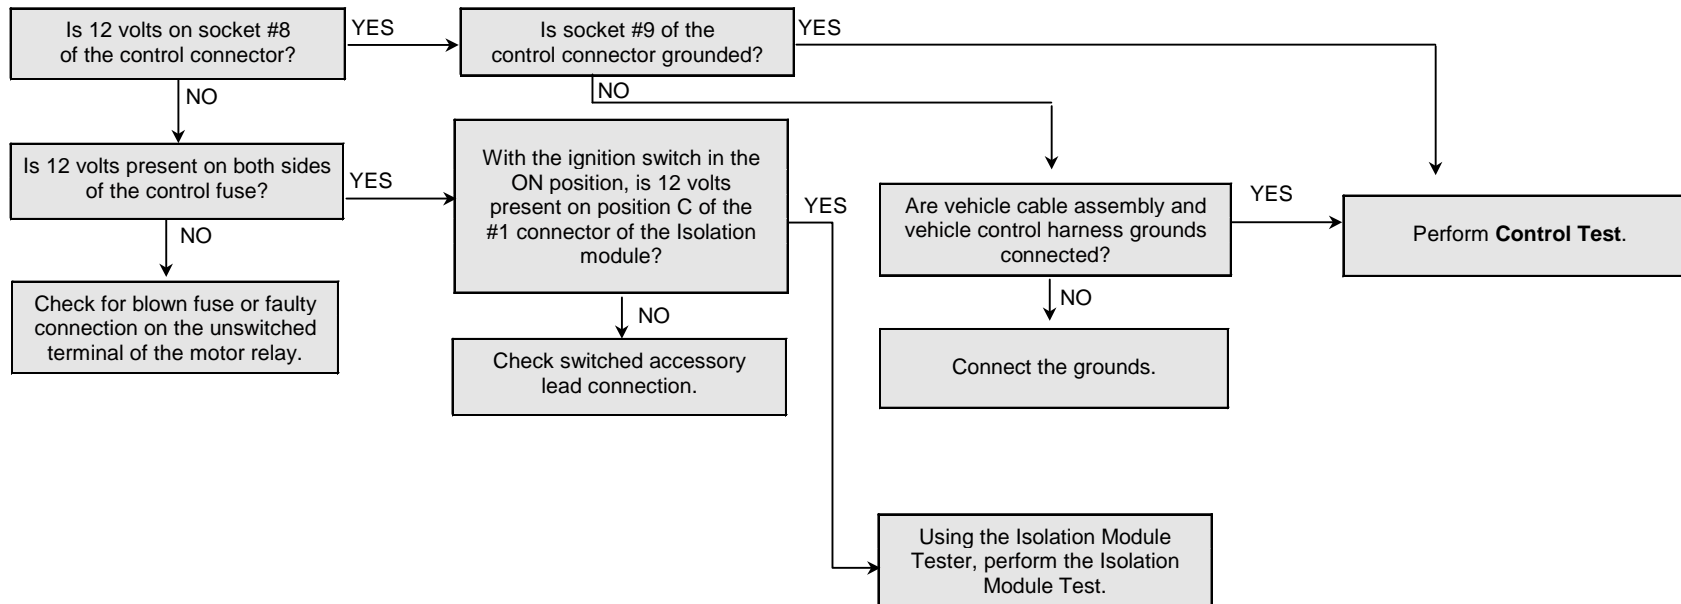 Is 12 volts on socket #8
of the control connector?
YES
Is socket #9 of the
control connector grounded?
YES
NO
NO
Is 12 volts present on both sides
of the control fuse?
YES
With the ignition switch in the
ON position, is 12 volts
present on position C of the
#1 connector of the Isolation
module?
YES
Are vehicle cable assembly and
vehicle control harness grounds
connected?
YES
Perform Control Test.
NO
Check for blown fuse or faulty
connection on the unswitched
terminal of the motor relay.
NO
Check switched accessory
lead connection.
NO
Connect the grounds.
Using the Isolation Module
Tester, perform the Isolation
Module Test.